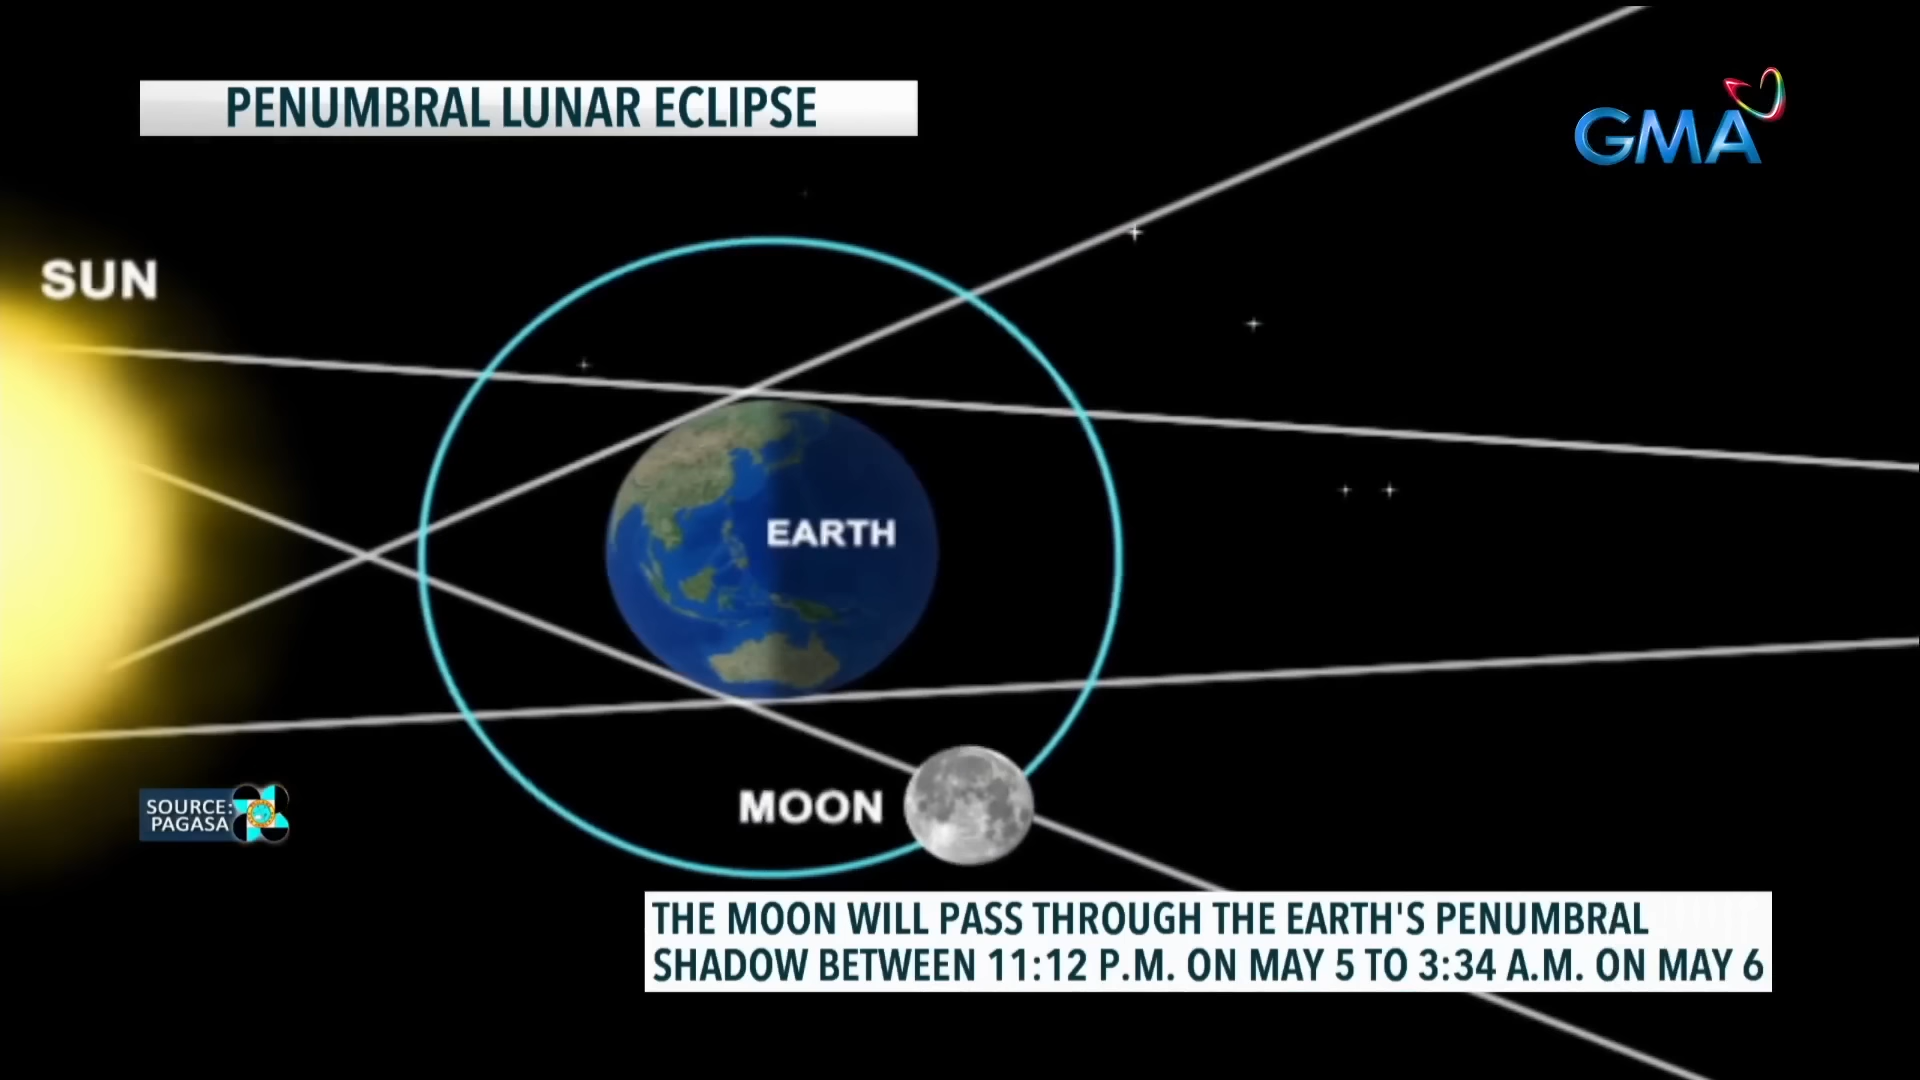 PENUMBRAL LUNAR ECLIPSE
GMA
SUN
EARTH
MOON
SOURCE:
PAGASA
THE MOON WILL PASS THROUGH THE EARTH'S PENUMBRAL
SHADOW BETWEEN 11:12 P.M. ON MAY 5 TO 3:34 A.M. ON MAY 6